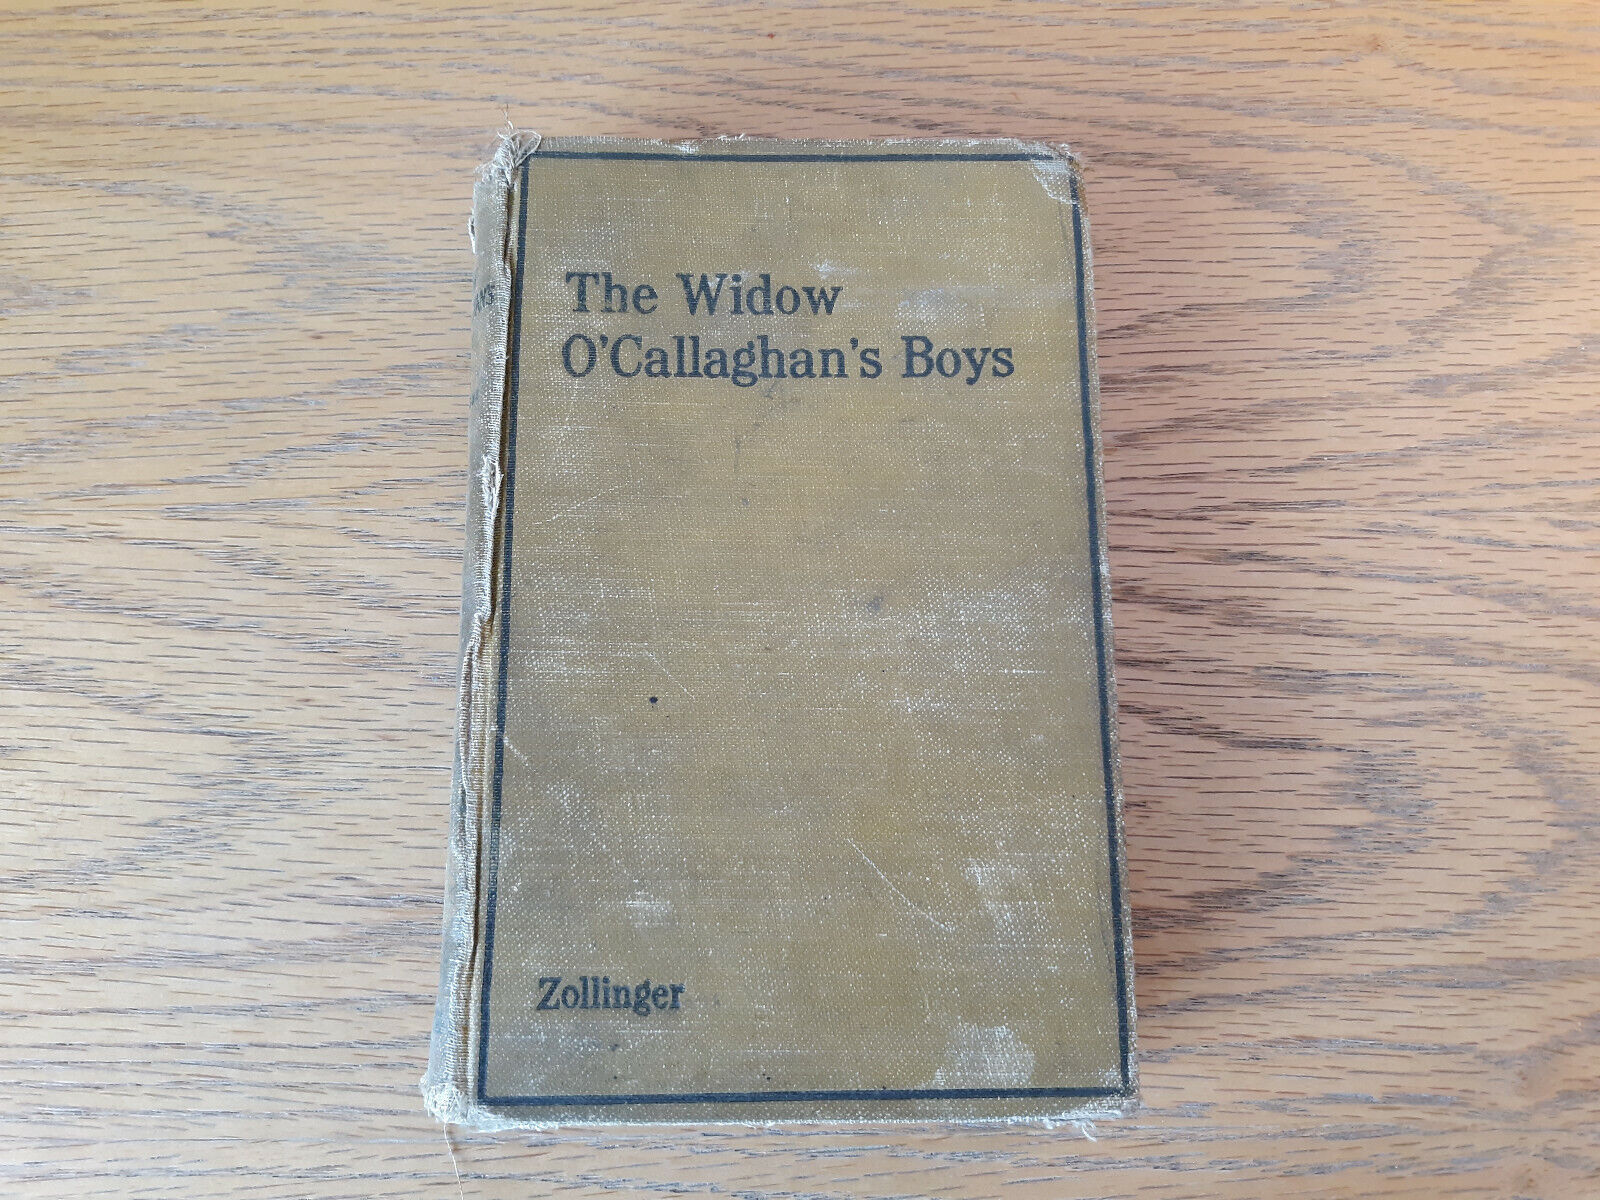 The Widow
O'Callaghan's Boys
Zollinger